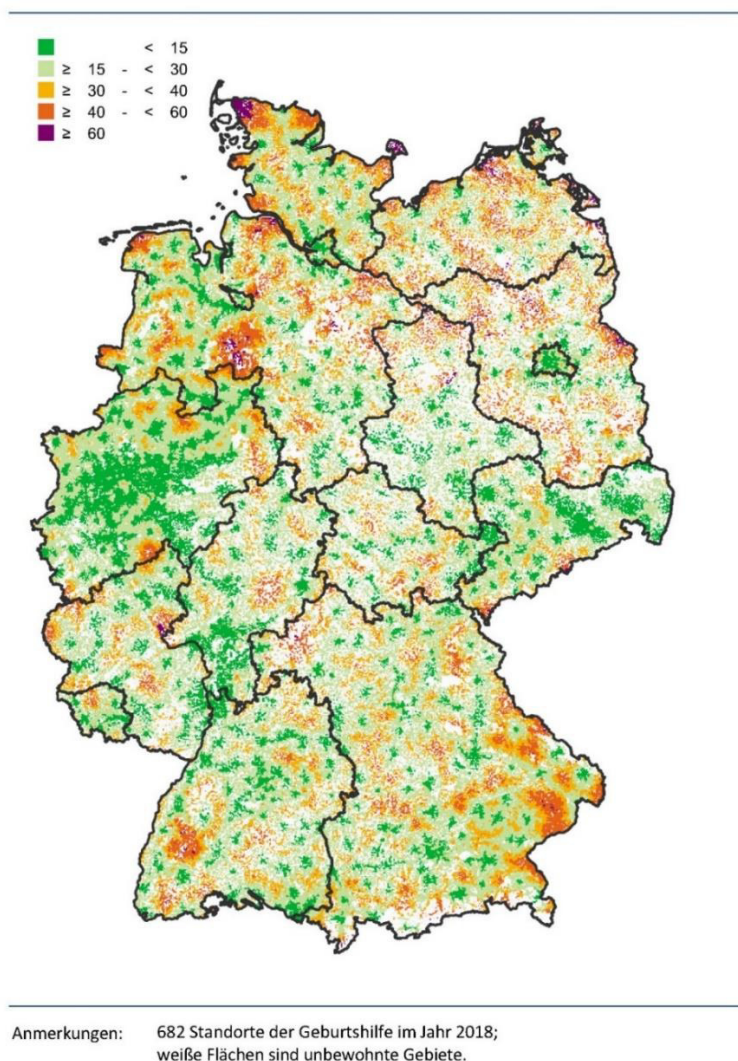 < 15
≥ 15 - < 30
≥ 30 - < 40
≥ 40 - < 60
≥ 60
Anmerkungen: 682 Standorte der Geburtshilfe im Jahr 2018;
weiße Flächen sind unbewohnte Gebiete.